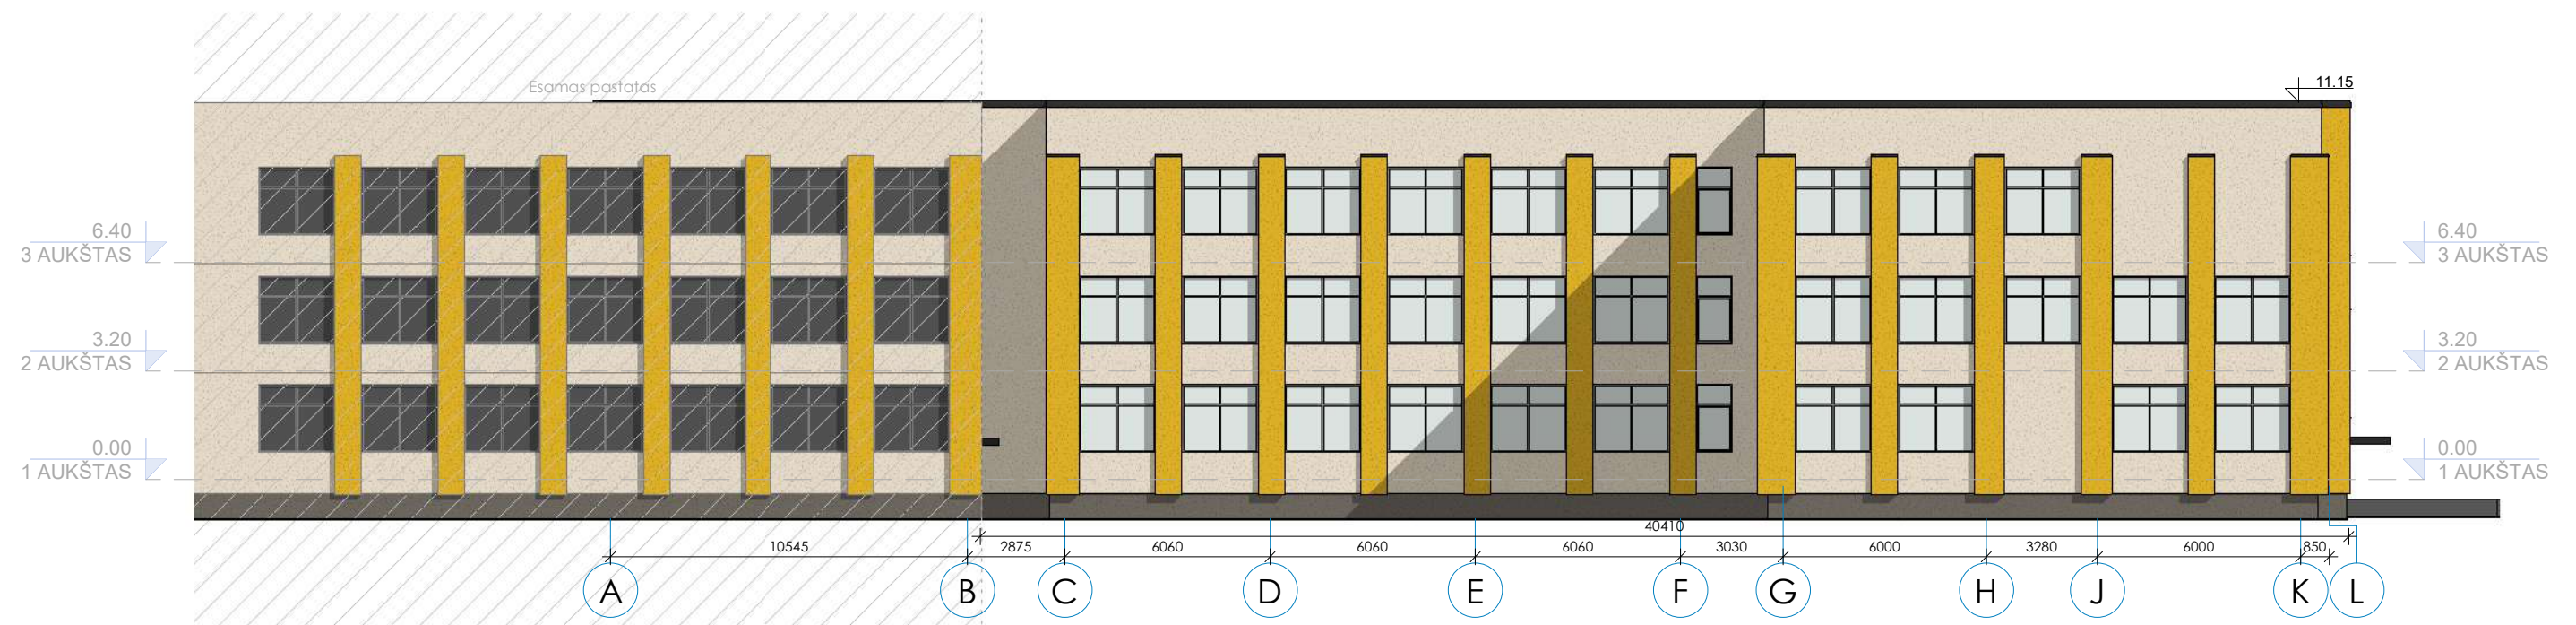 Esamas pastatas
11.15
6.40
3 AUKŠTAS
3.20
2 AUKŠTAS
0.00
1 AUKŠTAS
6.40
3 AUKŠTAS
3.20
2 AUKŠTAS
0.00
1 AUKŠTAS
40410
10545 2875 6060 6060 6060 3030 6000 3280 6000 850
A B C D E F G H J K L